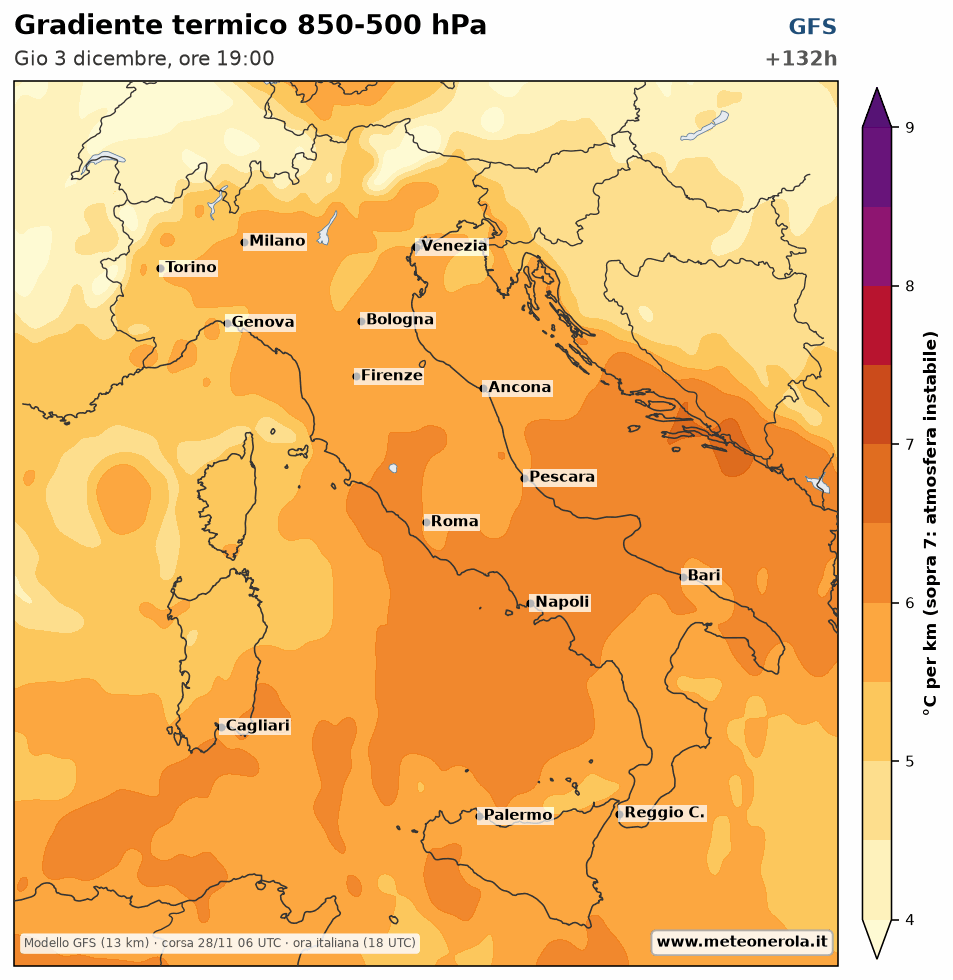 Gradiente termico 850-500 hPa
GFS
Gio 3 dicembre, ore 19:00
+132h
Milano
Venezia
Torino
Genova
Bologna
Firenze
Ancona
Pescara
Roma
Bari
Napoli
Cagliari
Palermo
Reggio C.
9
8
7
6
5
4
°C per km (sopra 7: atmosfera instabile)
Modello GFS (13 km) · corsa 28/11 06 UTC · ora italiana (18 UTC)
www.meteonerola.it